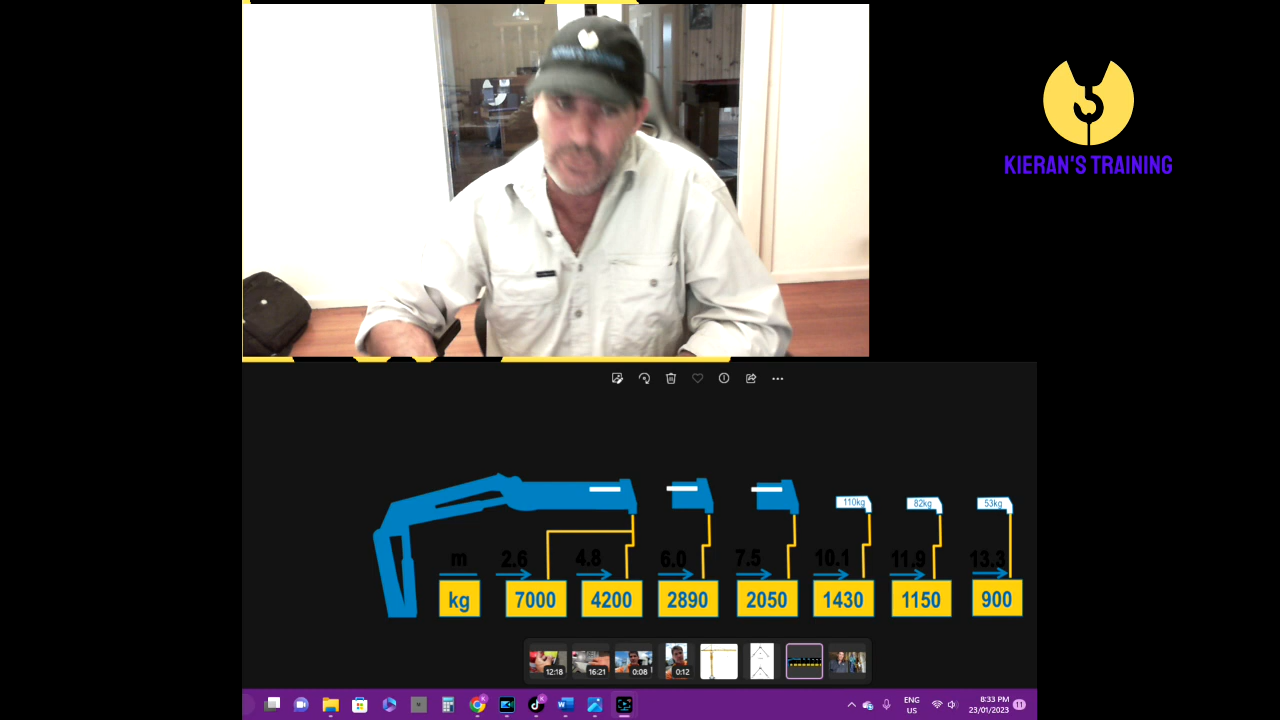 KIERAN'S TRAINING
110kg 82kg 53kg
m 2.6 4.8 6.0 7.5 10.1 11.9 13.3
kg 7000 4200 2890 2050 1430 1150 900
12:18 16:21 0:08 0:12
ENG
US
8:33 PM
23/01/2023
11